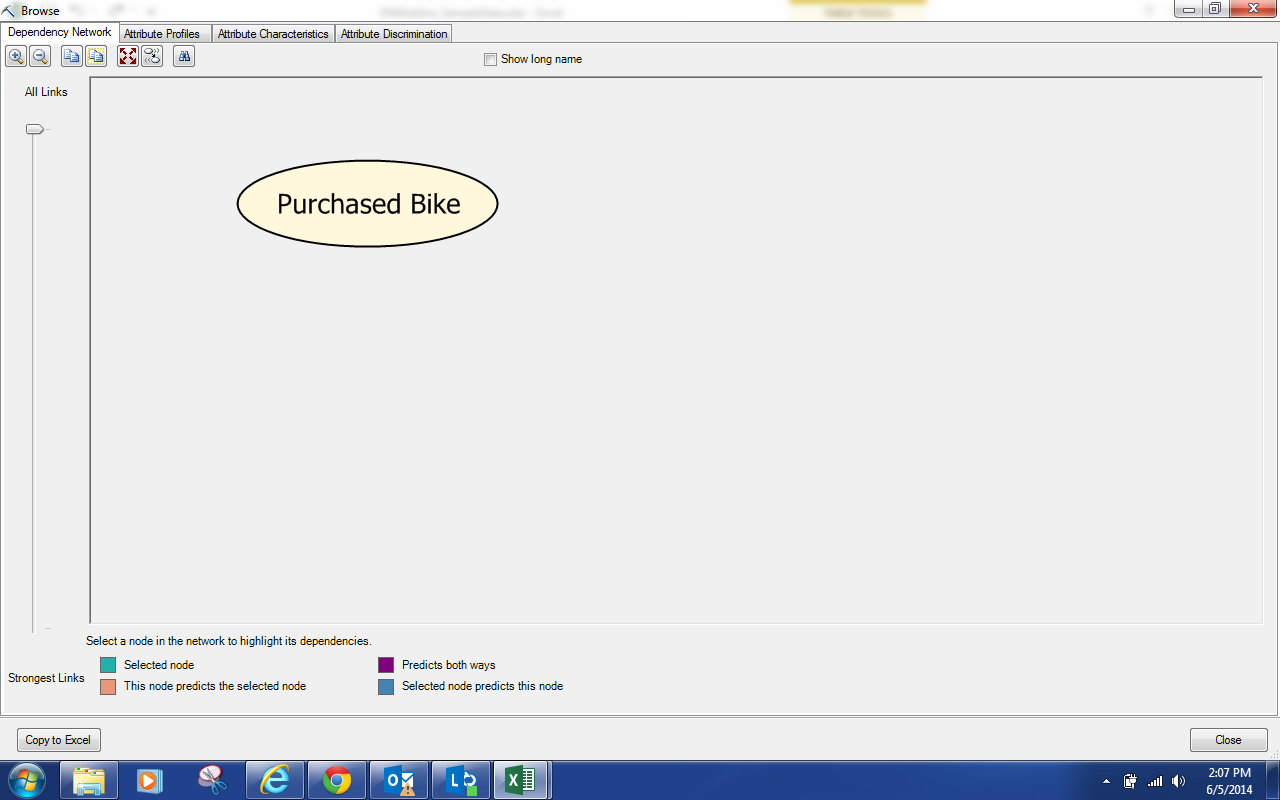 Browse
Dependency Network
Attribute Profiles
Attribute Characteristics
Attribute Discrimination
Show long name
All Links
Purchased Bike
Select a node in the network to highlight its dependencies.
Selected node
Predicts both ways
Strongest Links
This node predicts the selected node
Selected node predicts this node
Copy to Excel
Close
2:07 PM
6/5/2014